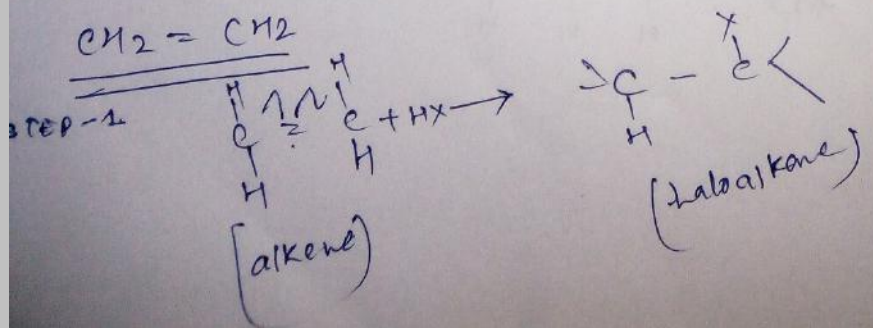 CH2 = CH2
STEP-1
H H X
C = C + HX → >C - C<
H H H
[alkene)
(haloalkane)